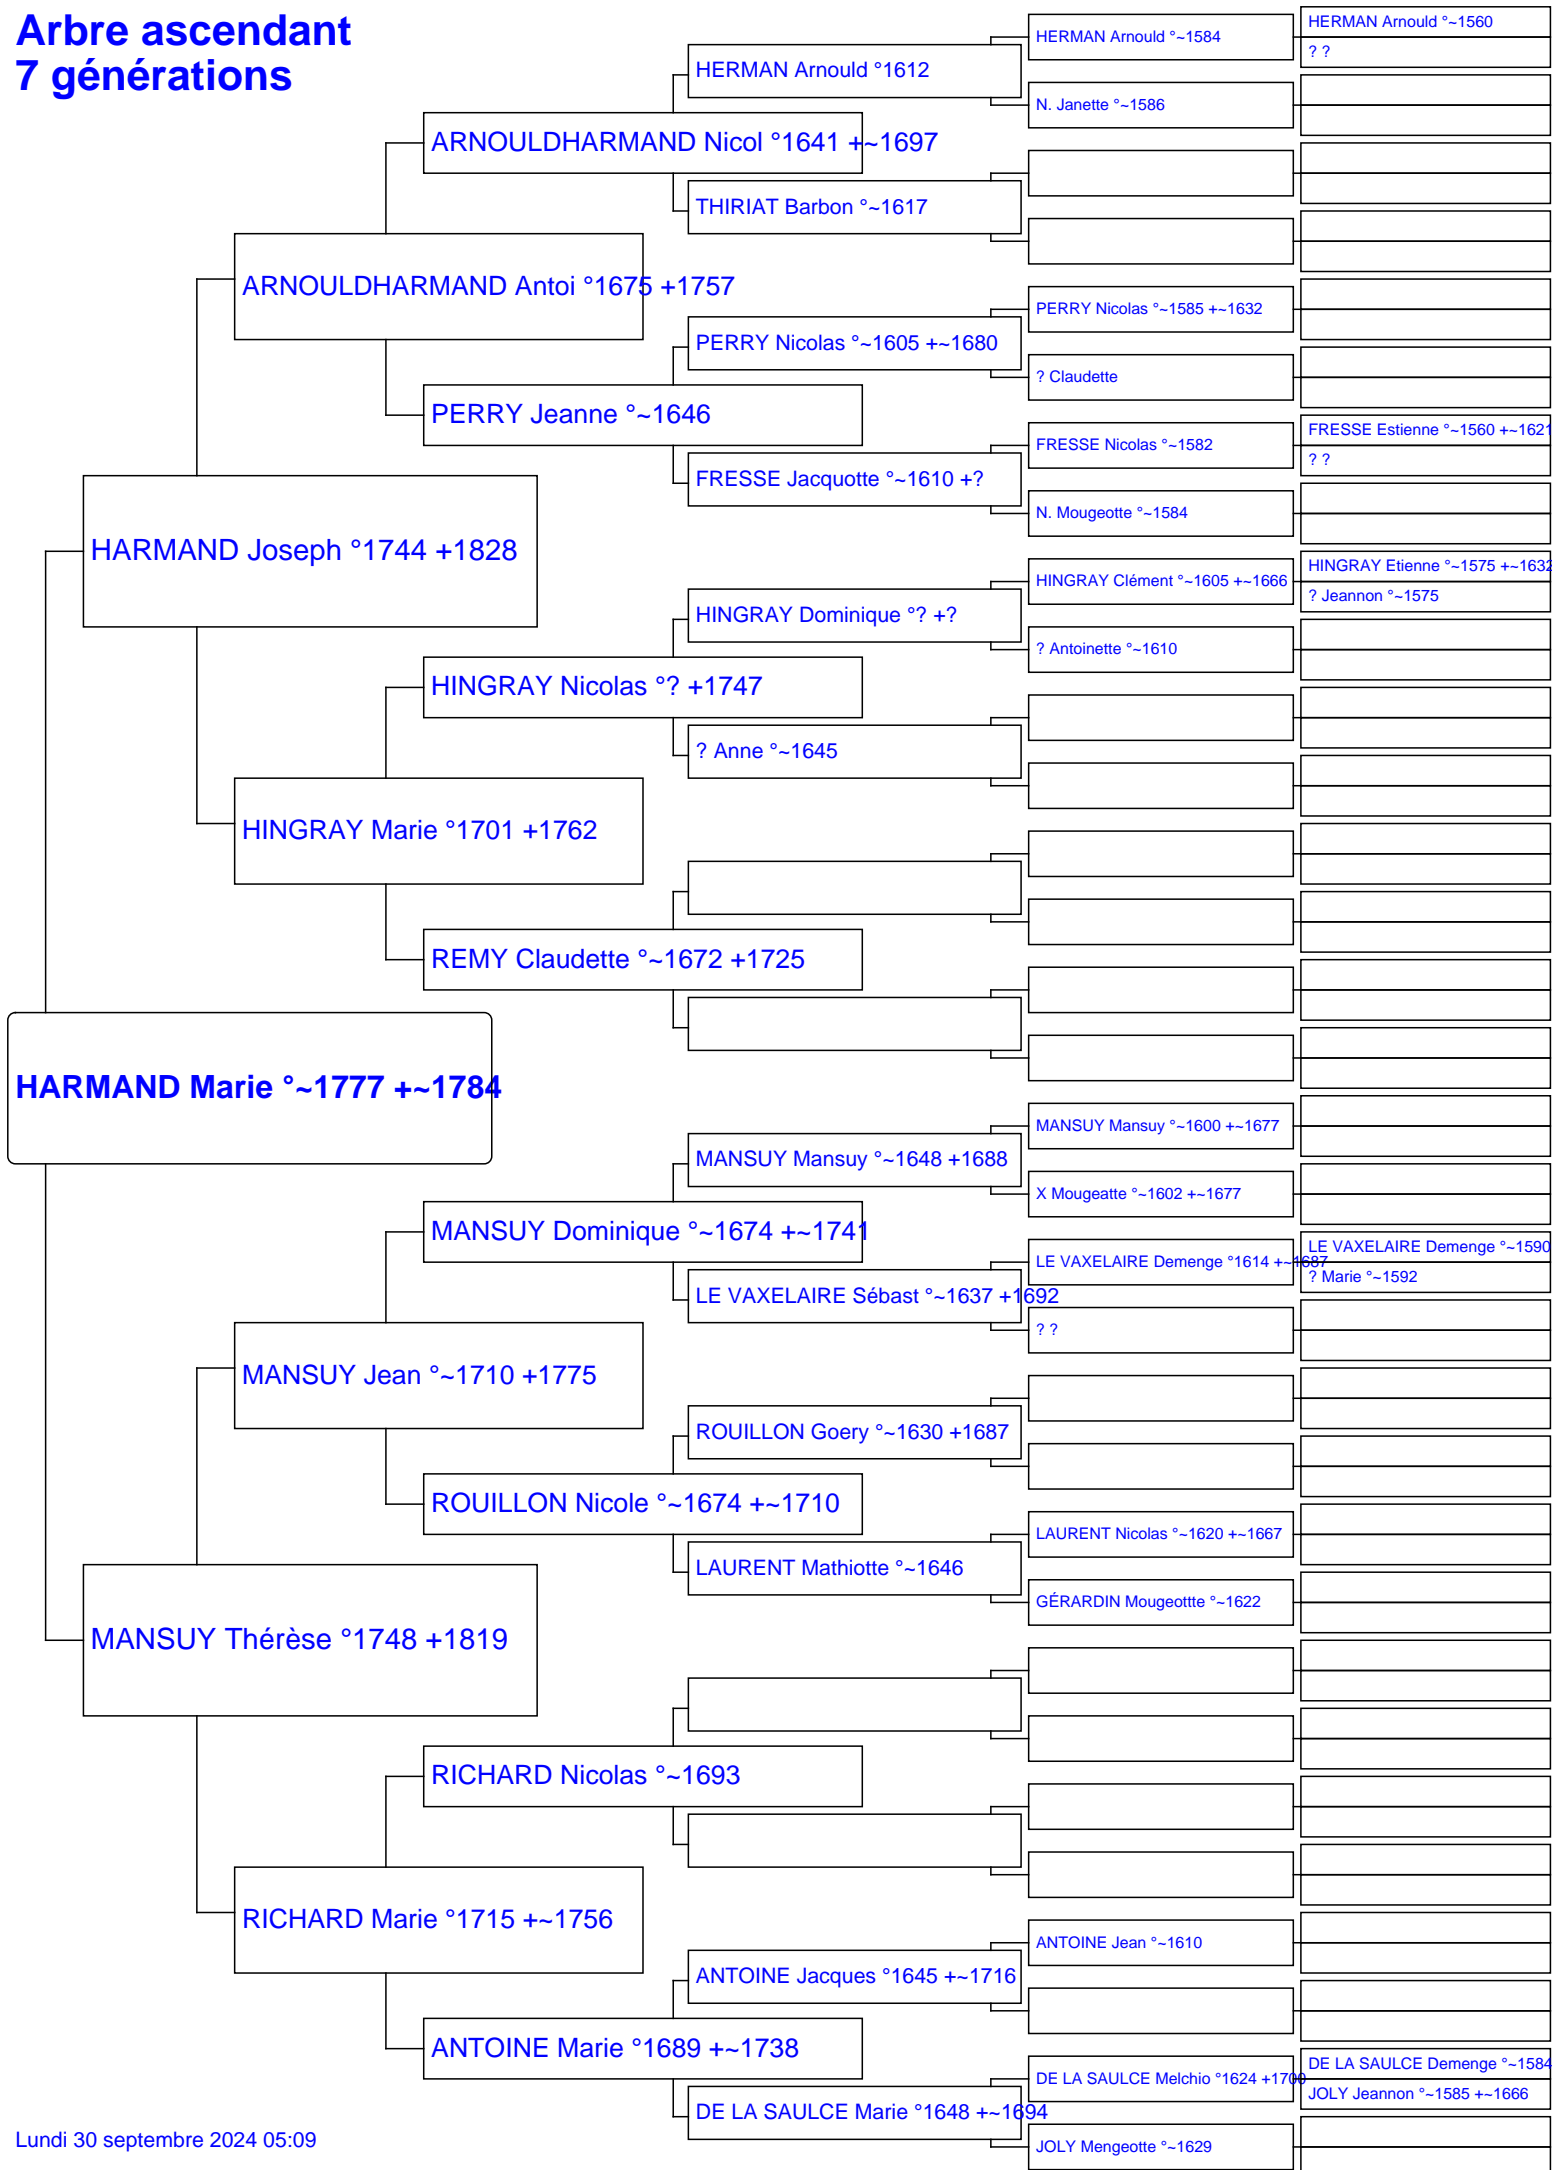 Arbre ascendant
7 générations
HERMAN Arnould °~1560
HERMAN Arnould °~1584
? ?
HERMAN Arnould °1612
N. Janette °~1586
ARNOULDHARMAND Nicol °1641 +~1697
THIRIAT Barbon °~1617
ARNOULDHARMAND Antoi °1675 +1757
PERRY Nicolas °~1585 +~1632
PERRY Nicolas °~1605 +~1680
? Claudette
PERRY Jeanne °~1646
FRESSE Estienne °~1560 +~1621
FRESSE Nicolas °~1582
? ?
FRESSE Jacquotte °~1610 +?
N. Mougeotte °~1584
HARMAND Joseph °1744 +1828
HINGRAY Etienne °~1575 +~1632
HINGRAY Clément °~1605 +~1666
? Jeannon °~1575
HINGRAY Dominique °? +?
? Antoinette °~1610
HINGRAY Nicolas °? +1747
? Anne °~1645
HINGRAY Marie °1701 +1762
REMY Claudette °~1672 +1725
HARMAND Marie °~1777 +~1784
MANSUY Mansuy °~1600 +~1677
MANSUY Mansuy °~1648 +1688
X Mougeatte °~1602 +~1677
MANSUY Dominique °~1674 +~1741
LE VAXELAIRE Demenge °~1590
LE VAXELAIRE Demenge °1614 +~1687
? Marie °~1592
LE VAXELAIRE Sébast °~1637 +1692
? ?
MANSUY Jean °~1710 +1775
ROUILLON Goery °~1630 +1687
ROUILLON Nicole °~1674 +~1710
LAURENT Nicolas °~1620 +~1667
LAURENT Mathiotte °~1646
GÉRARDIN Mougeottte °~1622
MANSUY Thérèse °1748 +1819
RICHARD Nicolas °~1693
RICHARD Marie °1715 +~1756
ANTOINE Jean °~1610
ANTOINE Jacques °1645 +~1716
ANTOINE Marie °1689 +~1738
DE LA SAULCE Demenge °~1584
DE LA SAULCE Melchio °1624 +1700
JOLY Jeannon °~1585 +~1666
DE LA SAULCE Marie °1648 +~1694
JOLY Mengeotte °~1629
Lundi 30 septembre 2024 05:09